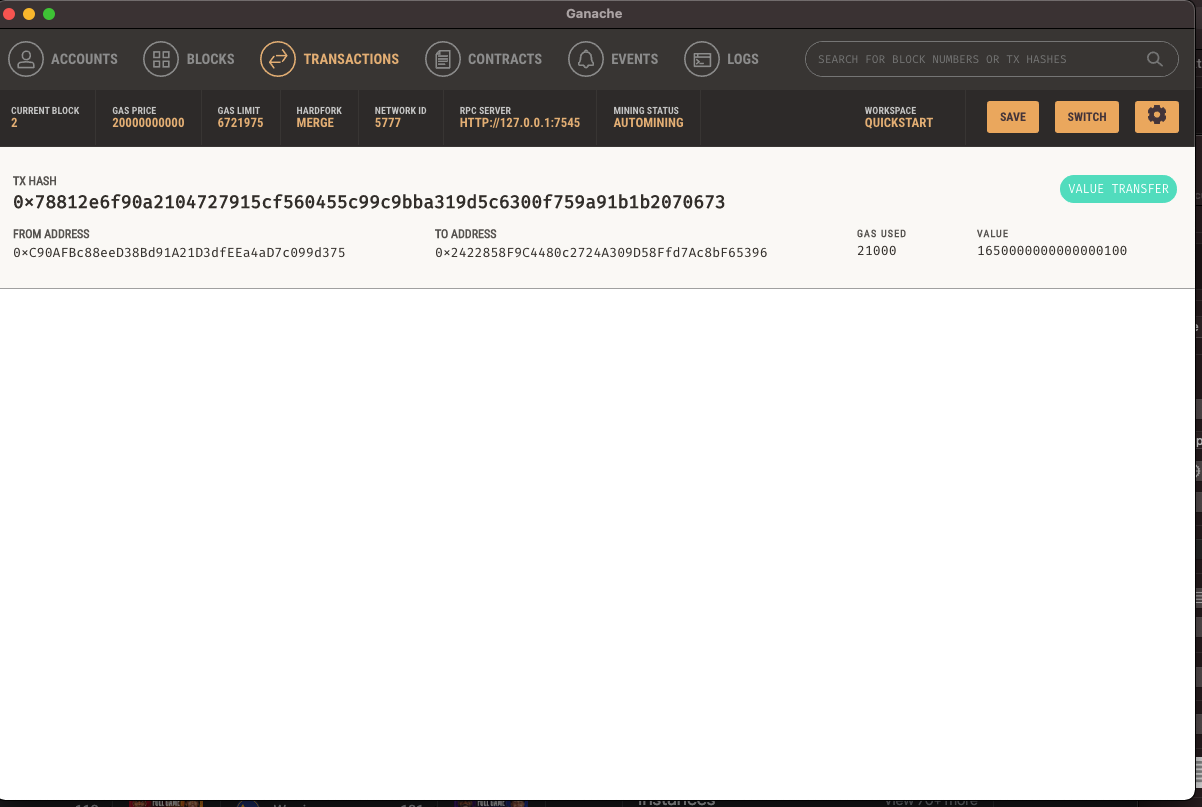 Ganache
ACCOUNTS BLOCKS TRANSACTIONS CONTRACTS EVENTS LOGS SEARCH FOR BLOCK NUMBERS OR TX HASHES
CURRENT BLOCK GAS PRICE GAS LIMIT HARDFORK NETWORK ID RPC SERVER MINING STATUS WORKSPACE
2 20000000000 6721975 MERGE 5777 HTTP://127.0.0.1:7545 AUTOMINING QUICKSTART SAVE SWITCH
TX HASH
0×78812e6f90a2104727915cf560455c99c9bba319d5c6300f759a91b1b2070673 VALUE TRANSFER
FROM ADDRESS TO ADDRESS GAS USED VALUE
0×C90AFBc88eeD38Bd91A21D3dfEEa4aD7c099d375 0×2422858F9C4480c2724A309D58Ffd7Ac8bF65396 21000 1650000000000000100